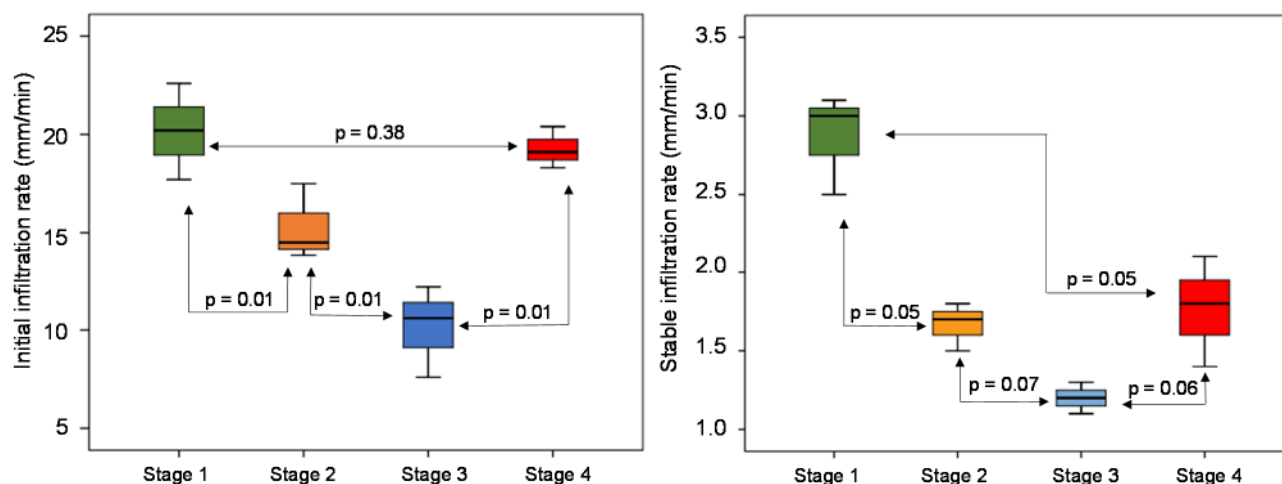 Initial infiltration rate (mm/min)
25
20
15
10
5
p = 0.38
p = 0.01
p = 0.01
p = 0.01
Stage 1
Stage 2
Stage 3
Stage 4
Stable infiltration rate (mm/min)
3.5
3.0
2.5
2.0
1.5
1.0
p = 0.05
p = 0.05
p = 0.07
p = 0.06
Stage 1
Stage 2
Stage 3
Stage 4